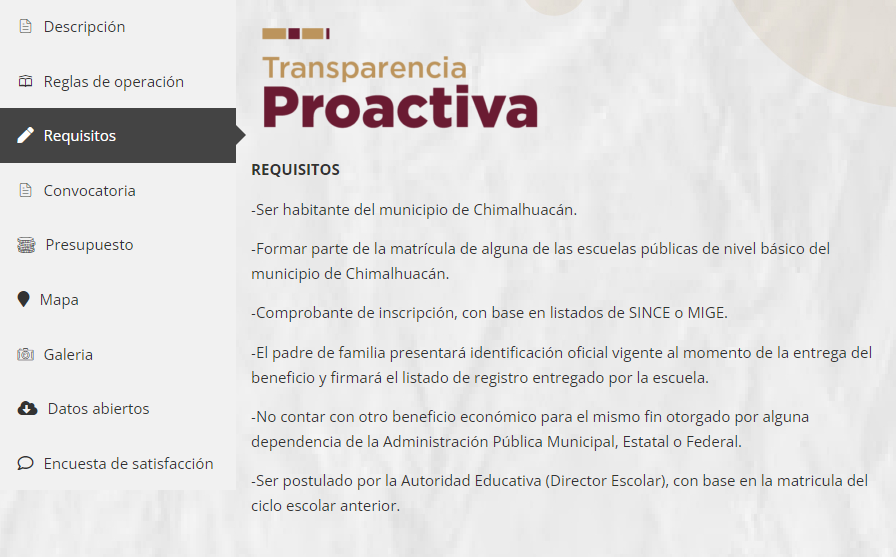 Descripción
Reglas de operación
Requisitos
Convocatoria
Presupuesto
Mapa
Galeria
Datos abiertos
Encuesta de satisfacción
Transparencia
Proactiva
REQUISITOS
-Ser habitante del municipio de Chimalhuacán.
-Formar parte de la matrícula de alguna de las escuelas públicas de nivel básico del
municipio de Chimalhuacán.
-Comprobante de inscripción, con base en listados de SINCE o MIGE.
-El padre de familia presentará identificación oficial vigente al momento de la entrega del
beneficio y firmará el listado de registro entregado por la escuela.
-No contar con otro beneficio económico para el mismo fin otorgado por alguna
dependencia de la Administración Pública Municipal, Estatal o Federal.
-Ser postulado por la Autoridad Educativa (Director Escolar), con base en la matricula del
ciclo escolar anterior.